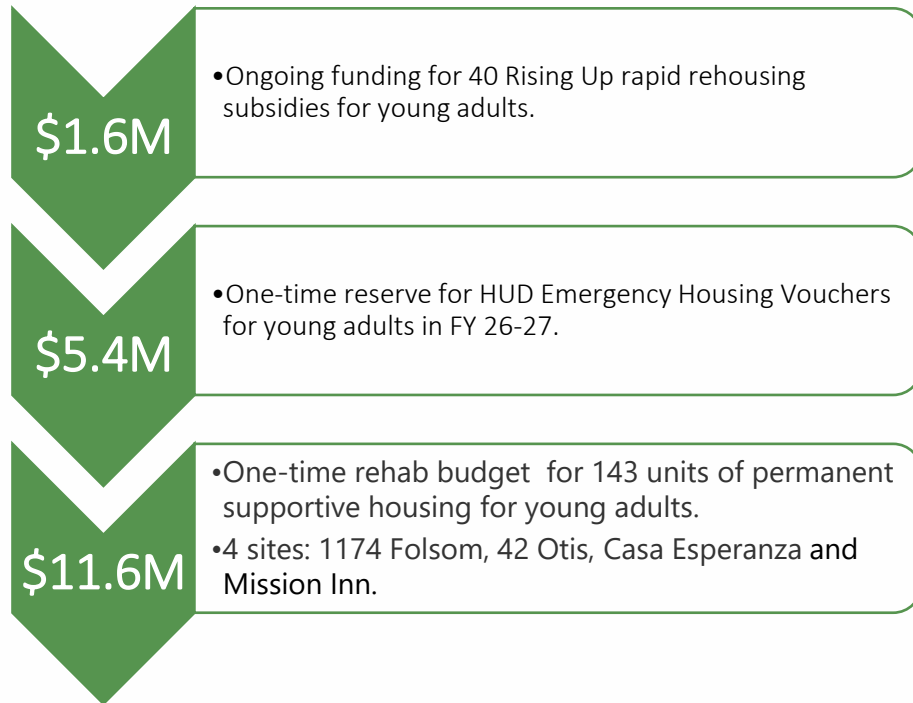 $1.6M
•Ongoing funding for 40 Rising Up rapid rehousing
subsidies for young adults.
$5.4M
•One-time reserve for HUD Emergency Housing Vouchers
for young adults in FY 26-27.
$11.6M
•One-time rehab budget  for 143 units of permanent
supportive housing for young adults.
•4 sites: 1174 Folsom, 42 Otis, Casa Esperanza and
Mission Inn.